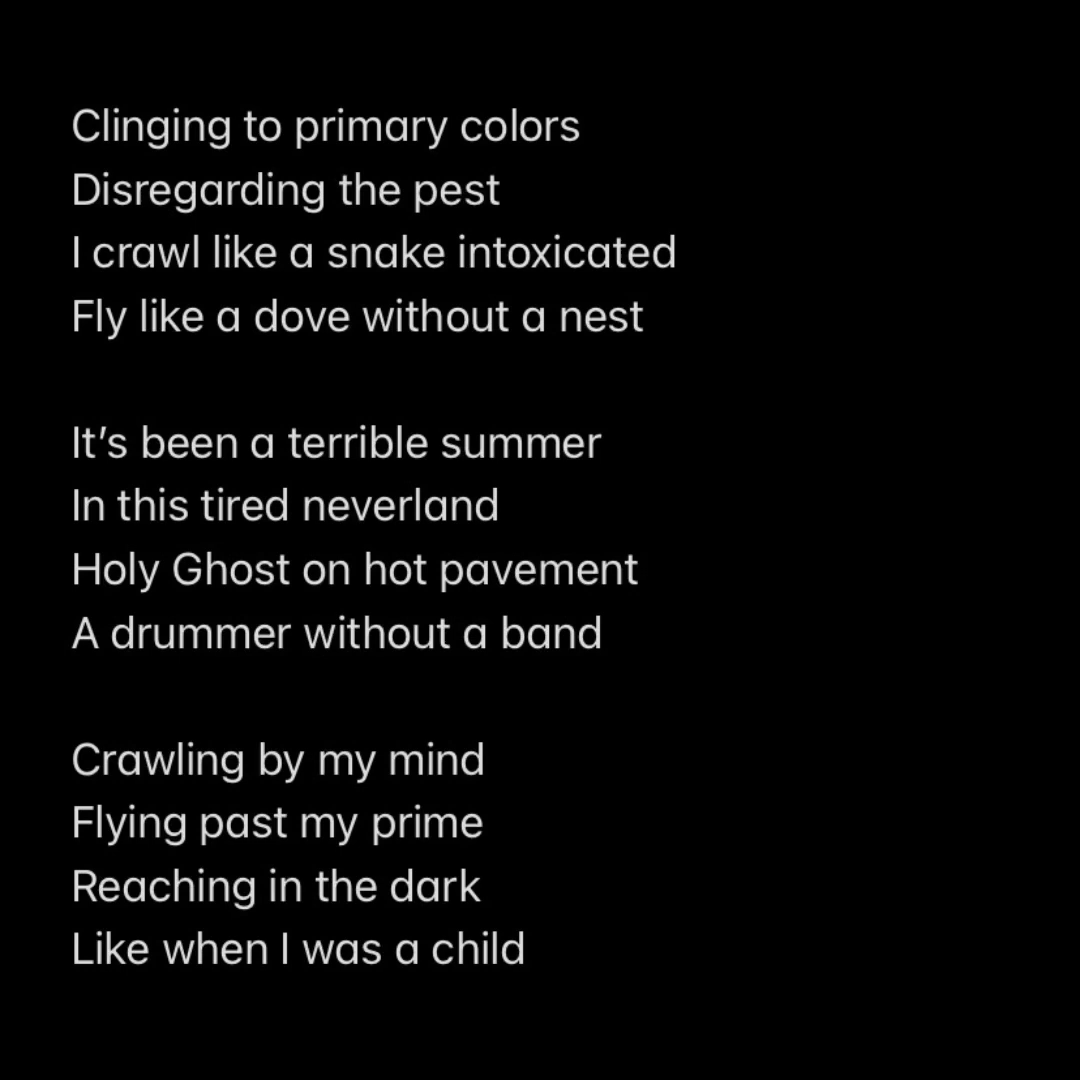 Clinging to primary colors
Disregarding the pest
I crawl like a snake intoxicated
Fly like a dove without a nest
It’s been a terrible summer
In this tired neverland
Holy Ghost on hot pavement
A drummer without a band
Crawling by my mind
Flying past my prime
Reaching in the dark
Like when I was a child